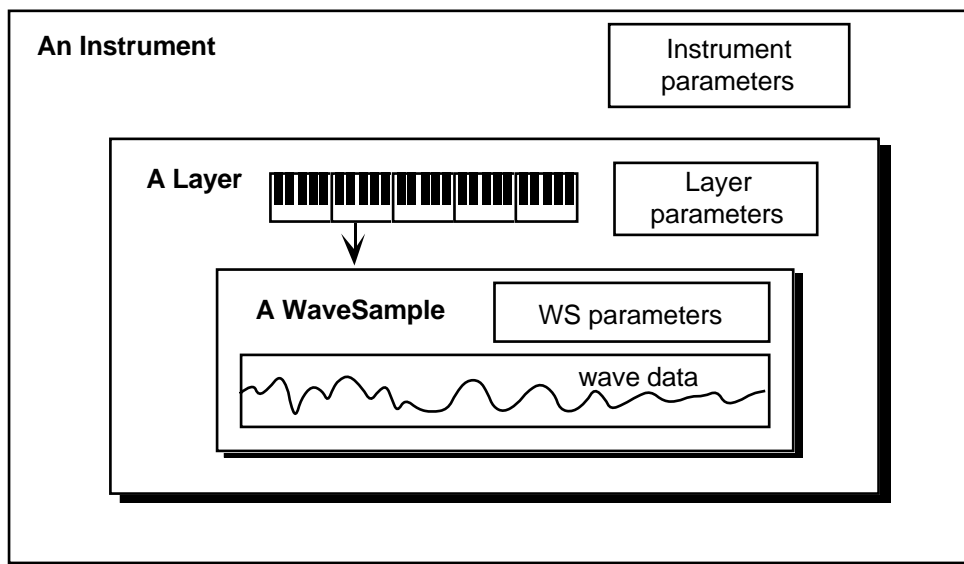 An Instrument
Instrument
parameters
A Layer
Layer
parameters
A WaveSample
WS parameters
wave data